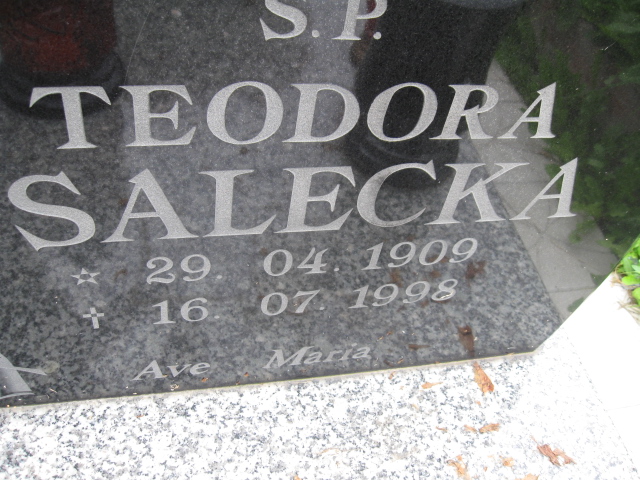 S.P.
TEODORA
SALECKA
☆ 29. 04. 1909
✝ 16. 07. 1998
Ave Maria